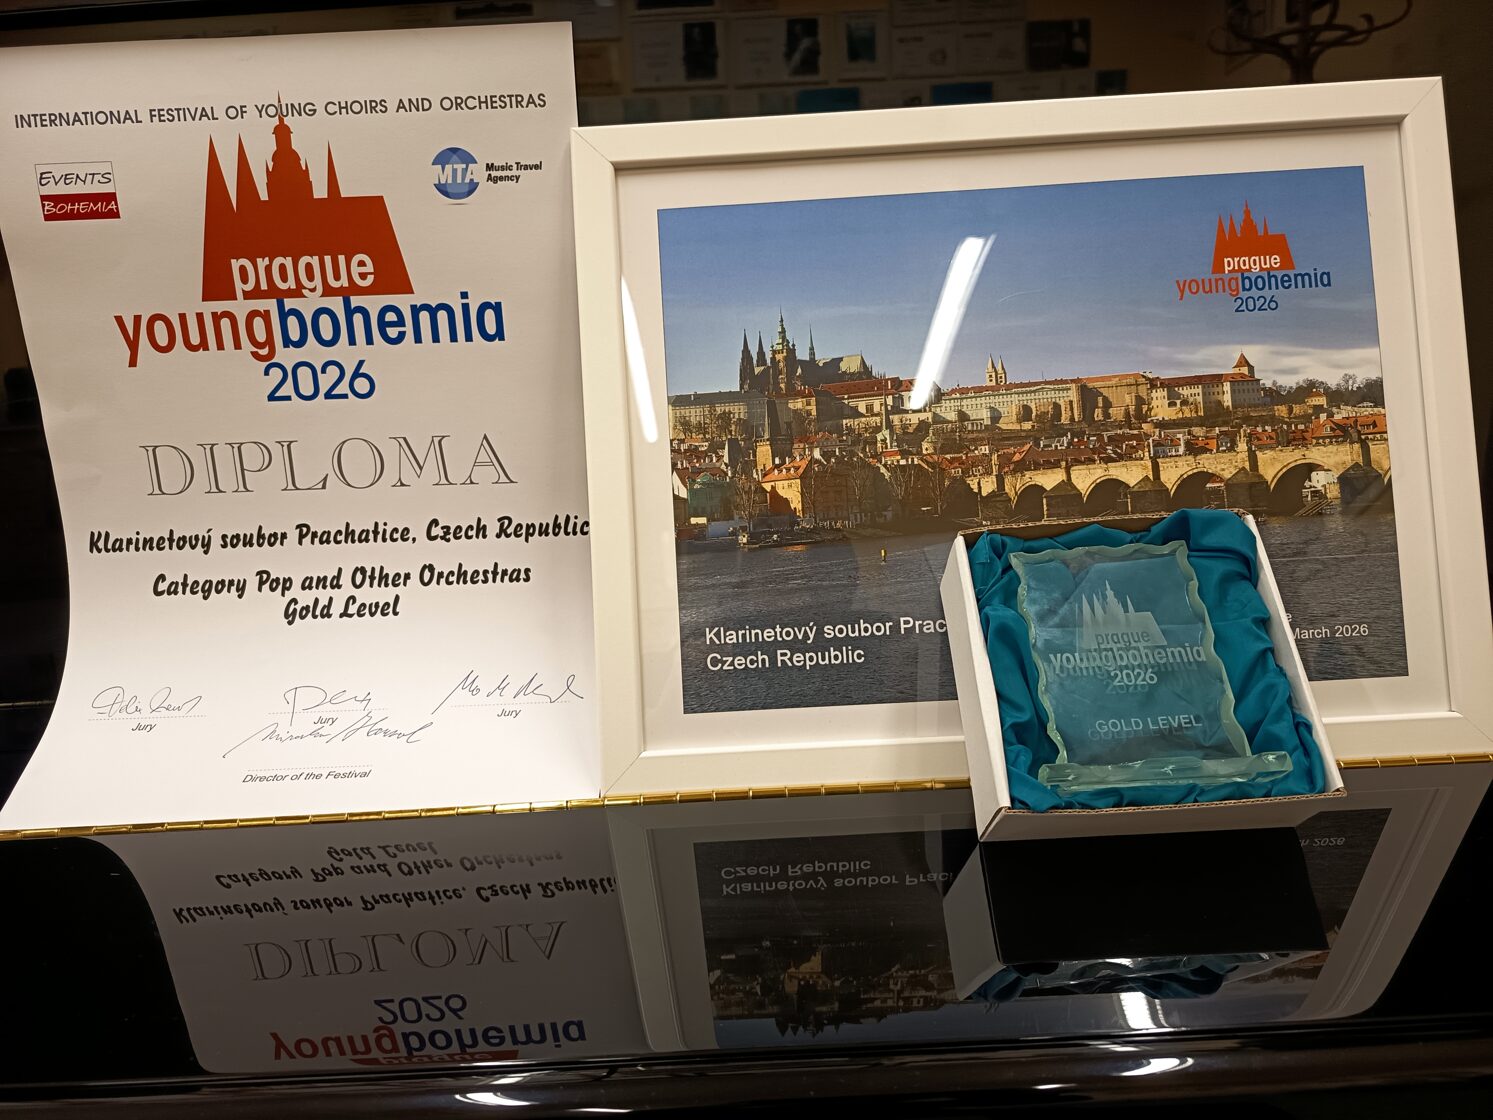 INTERNATIONAL FESTIVAL OF YOUNG CHOIRS AND ORCHESTRAS
EVENTS
BOHEMIA
MTA Music Travel
Agency
prague
youngbohemia
2026
DIPLOMA
Klarinetový soubor Prachatice, Czech Republic
Category Pop and Other Orchestras
Gold Level
Jury
Jury
Jury
Director of the Festival
prague
youngbohemia
2026
Klarinetový soubor Prac
Czech Republic
March 2026
prague
youngbohemia
2026
GOLD LEVEL